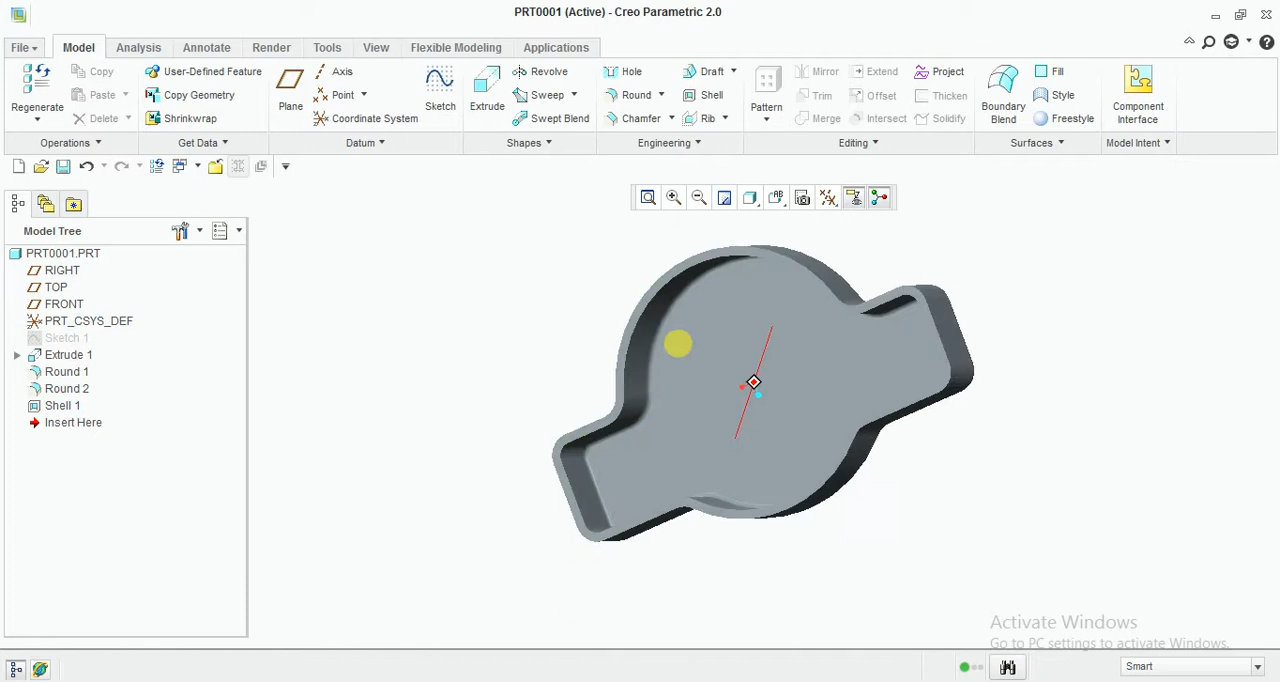 PRT0001 (Active) - Creo Parametric 2.0
File Model Analysis Annotate Render Tools View Flexible Modeling Applications
Regenerate
Copy
Paste
Delete
Operations
User-Defined Feature
Copy Geometry
Shrinkwrap
Get Data
Plane
Axis
Point
Coordinate System
Sketch
Datum
Extrude
Revolve
Sweep
Swept Blend
Shapes
Hole
Round
Chamfer
Draft
Shell
Rib
Engineering
Pattern
Mirror
Trim
Merge
Extend
Offset
Intersect
Project
Thicken
Solidify
Editing
Boundary
Blend
Fill
Style
Freestyle
Surfaces
Component
Interface
Model Intent
Model Tree
PRT0001.PRT
RIGHT
TOP
FRONT
PRT_CSYS_DEF
Sketch 1
Extrude 1
Round 1
Round 2
Shell 1
Insert Here
Activate Windows
Go to PC settings to activate Windows.
Smart